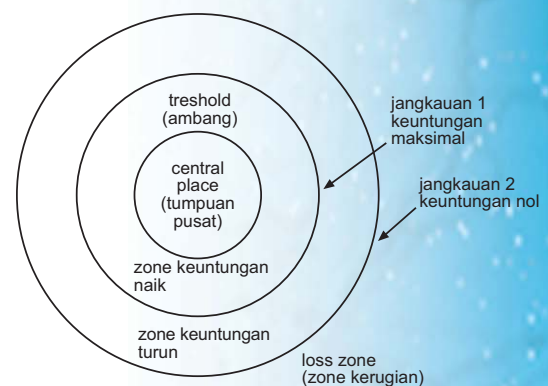 treshold
(ambang)
central
place
(tumpuan
pusat)
zone keuntungan
naik
zone keuntungan
turun
loss zone
(zone kerugian)
jangkauan 1
keuntungan
maksimal
jangkauan 2
keuntungan nol